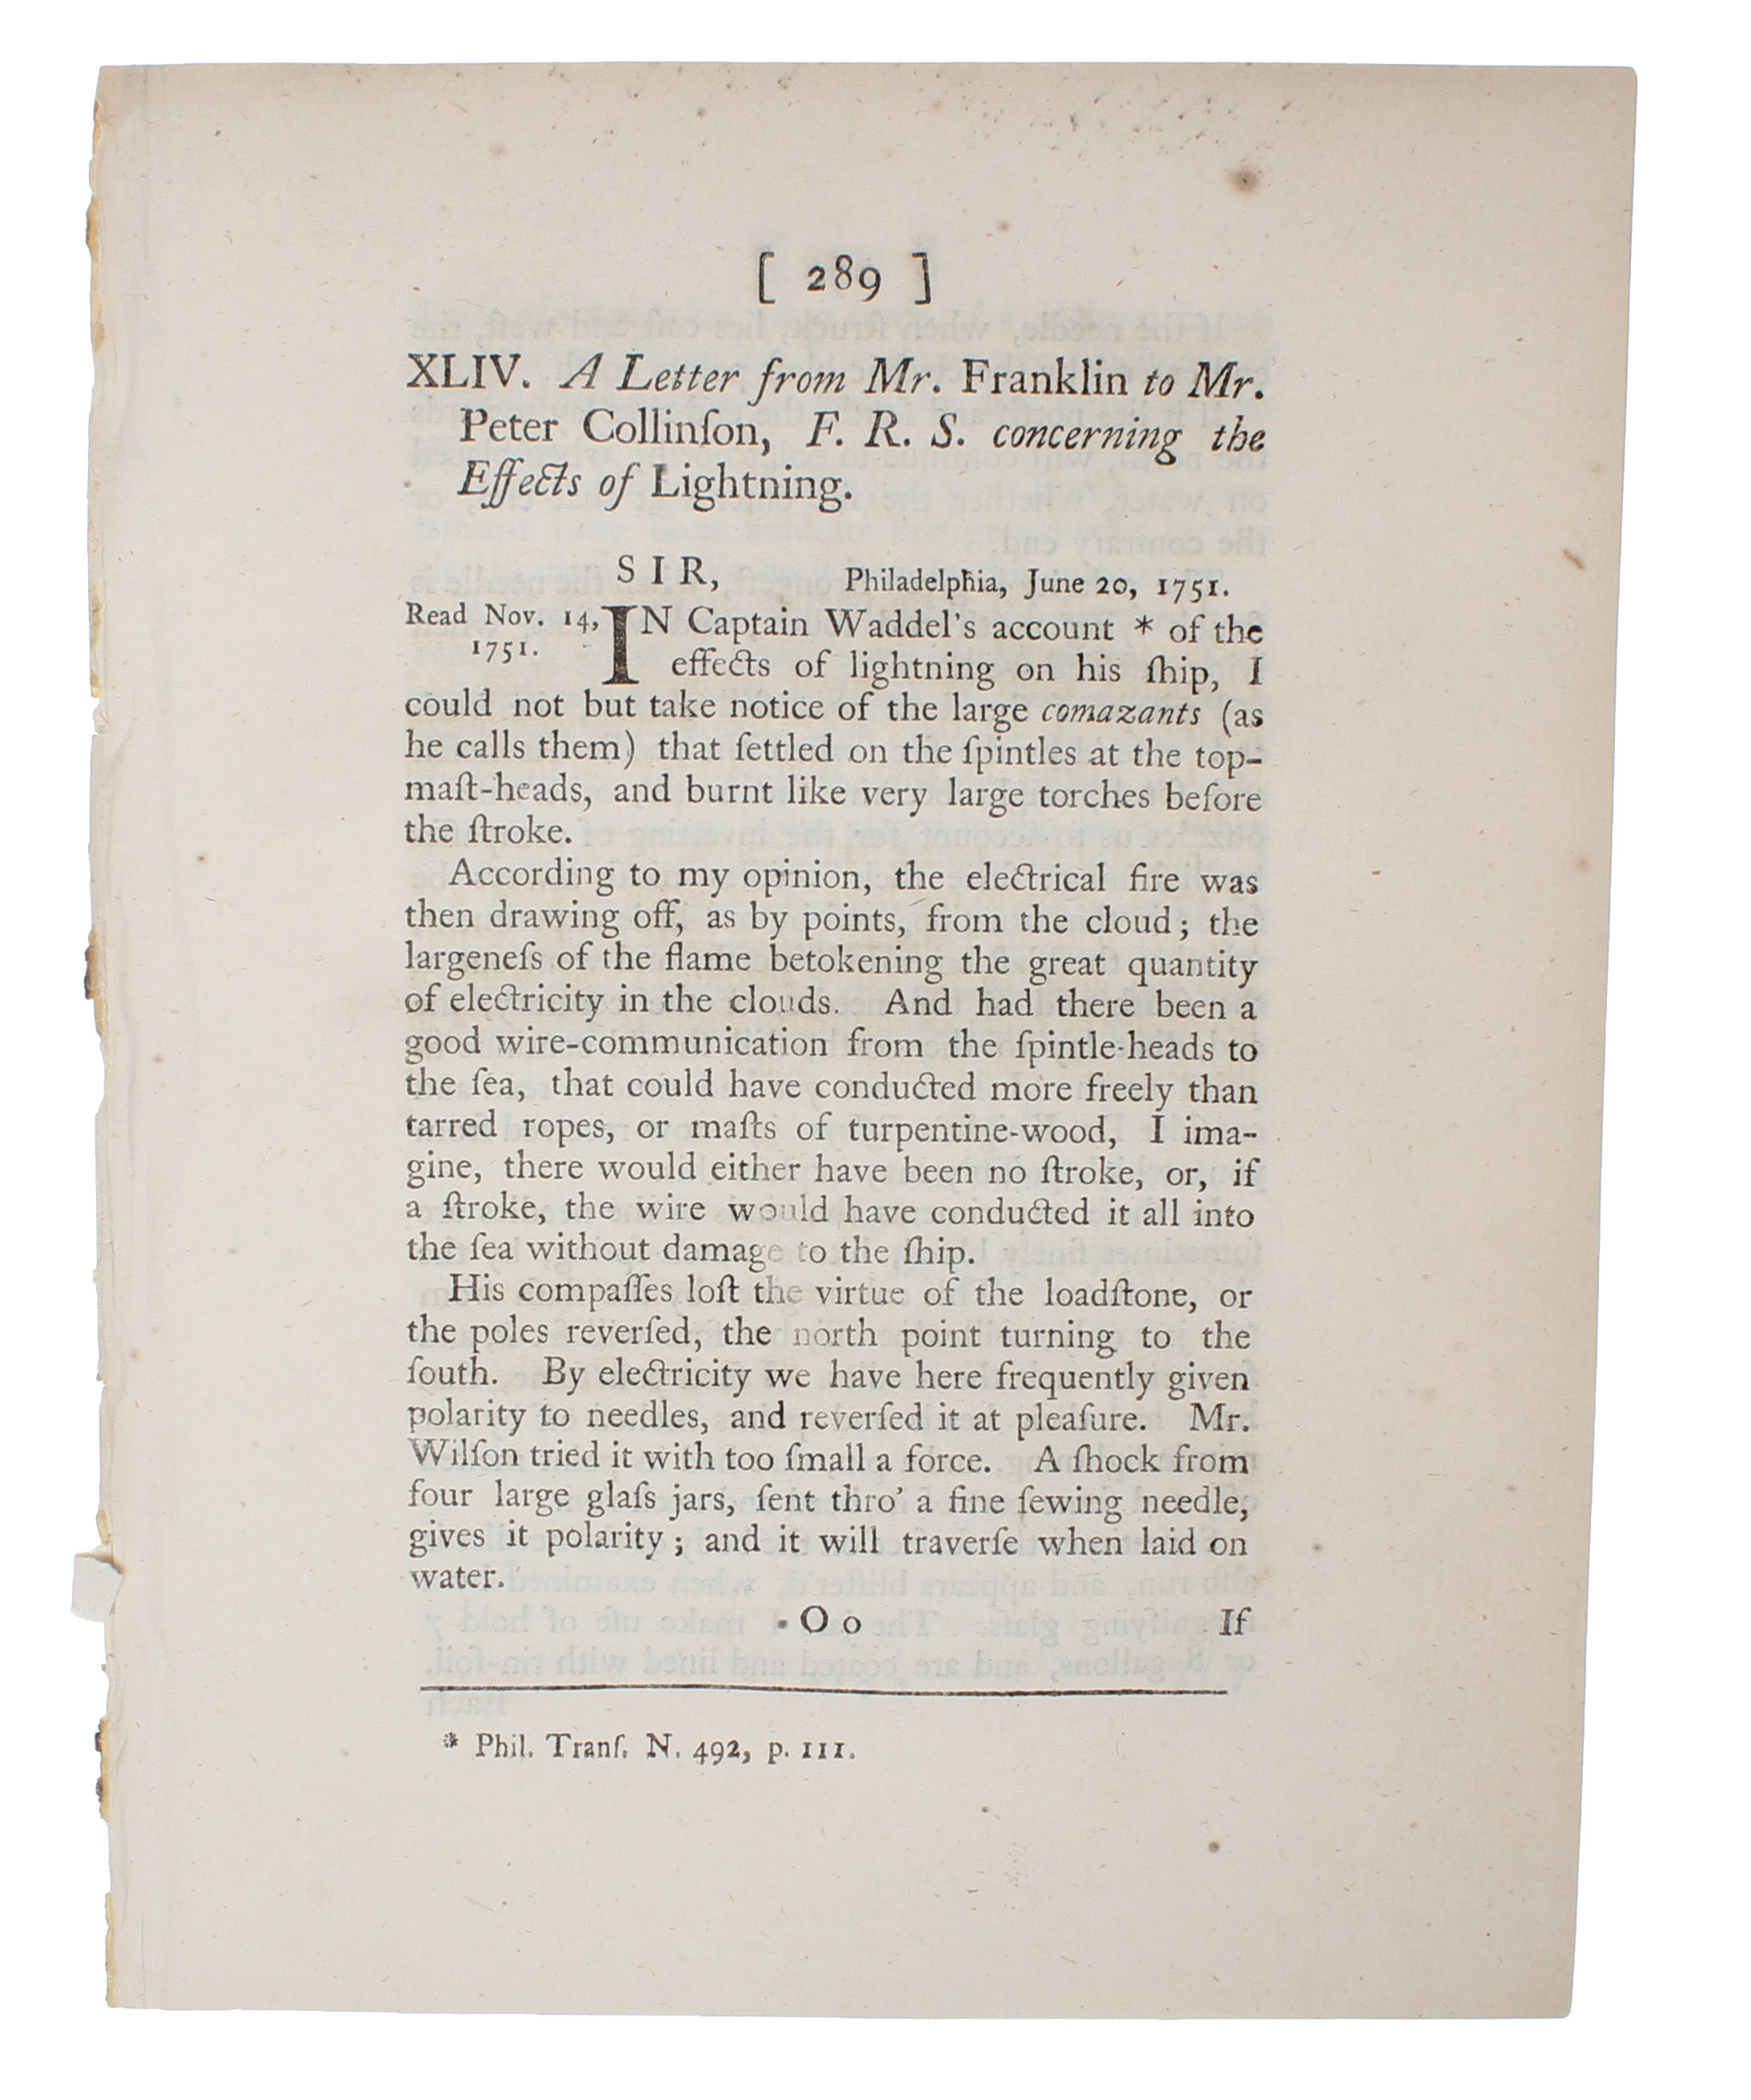 [ 289 ]
XLIV. A Letter from Mr. Franklin to Mr.
Peter Collinſon, F. R. S. concerning the
Effects of Lightning.
SIR, Philadelphia, June 20, 1751.
Read Nov. 14, 1751.
IN Captain Waddel's account * of the
effects of lightning on his ſhip, I
could not but take notice of the large comazants (as
he calls them) that ſettled on the ſpintles at the top-
maſt-heads, and burnt like very large torches before
the ſtroke.
According to my opinion, the electrical fire was
then drawing off, as by points, from the cloud; the
largeneſs of the flame betokening the great quantity
of electricity in the clouds. And had there been a
good wire-communication from the ſpintle-heads to
the ſea, that could have conducted more freely than
tarred ropes, or maſts of turpentine-wood, I ima-
gine, there would either have been no ſtroke, or, if
a ſtroke, the wire would have conducted it all into
the ſea without damage to the ſhip.
His compaſſes loſt the virtue of the loadſtone, or
the poles reverſed, the north point turning to the
ſouth. By electricity we have here frequently given
polarity to needles, and reverſed it at pleaſure. Mr.
Wilſon tried it with too ſmall a force. A ſhock from
four large glaſs jars, ſent thro' a fine ſewing needle,
gives it polarity; and it will traverſe when laid on
water.
O o If
* Phil. Tranſ. N. 492, p. 111.